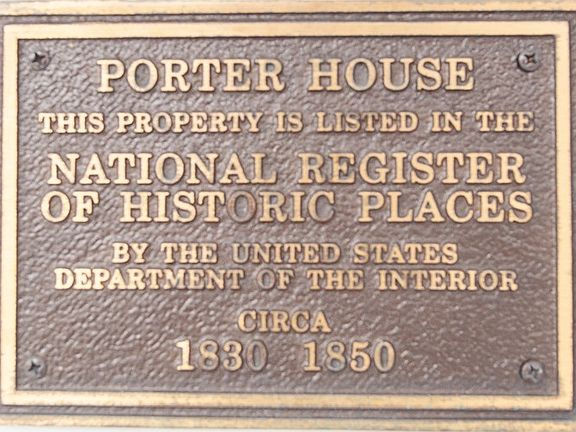 PORTER HOUSE
THIS PROPERTY IS LISTED IN THE
NATIONAL REGISTER
OF HISTORIC PLACES
BY THE UNITED STATES
DEPARTMENT OF THE INTERIOR
CIRCA
1830 1850